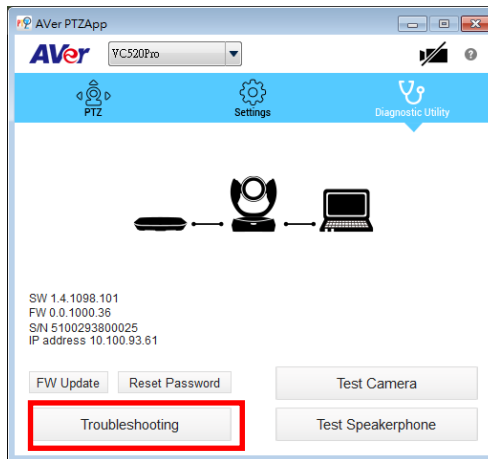 AVer PTZApp
AVer VC520Pro
PTZ Settings Diagnostic Utility
SW 1.4.1098.101
FW 0.0.1000.36
S/N 5100293800025
IP address 10.100.93.61
FW Update Reset Password Test Camera
Troubleshooting Test Speakerphone